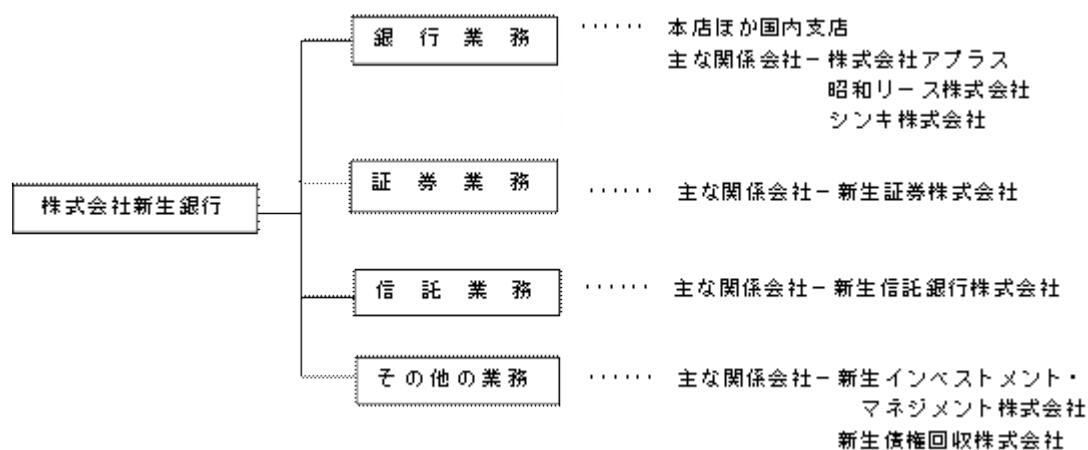 銀行業務 ‥‥‥ 本店ほか国内支店
主な関係会社－株式会社アプラス
昭和リース株式会社
シンキ株式会社
証券業務 ‥‥‥ 主な関係会社－新生証券株式会社
株式会社新生銀行
信託業務 ‥‥‥ 主な関係会社－新生信託銀行株式会社
その他の業務 ‥‥‥ 主な関係会社－新生インベストメント・
マネジメント株式会社
新生債権回収株式会社